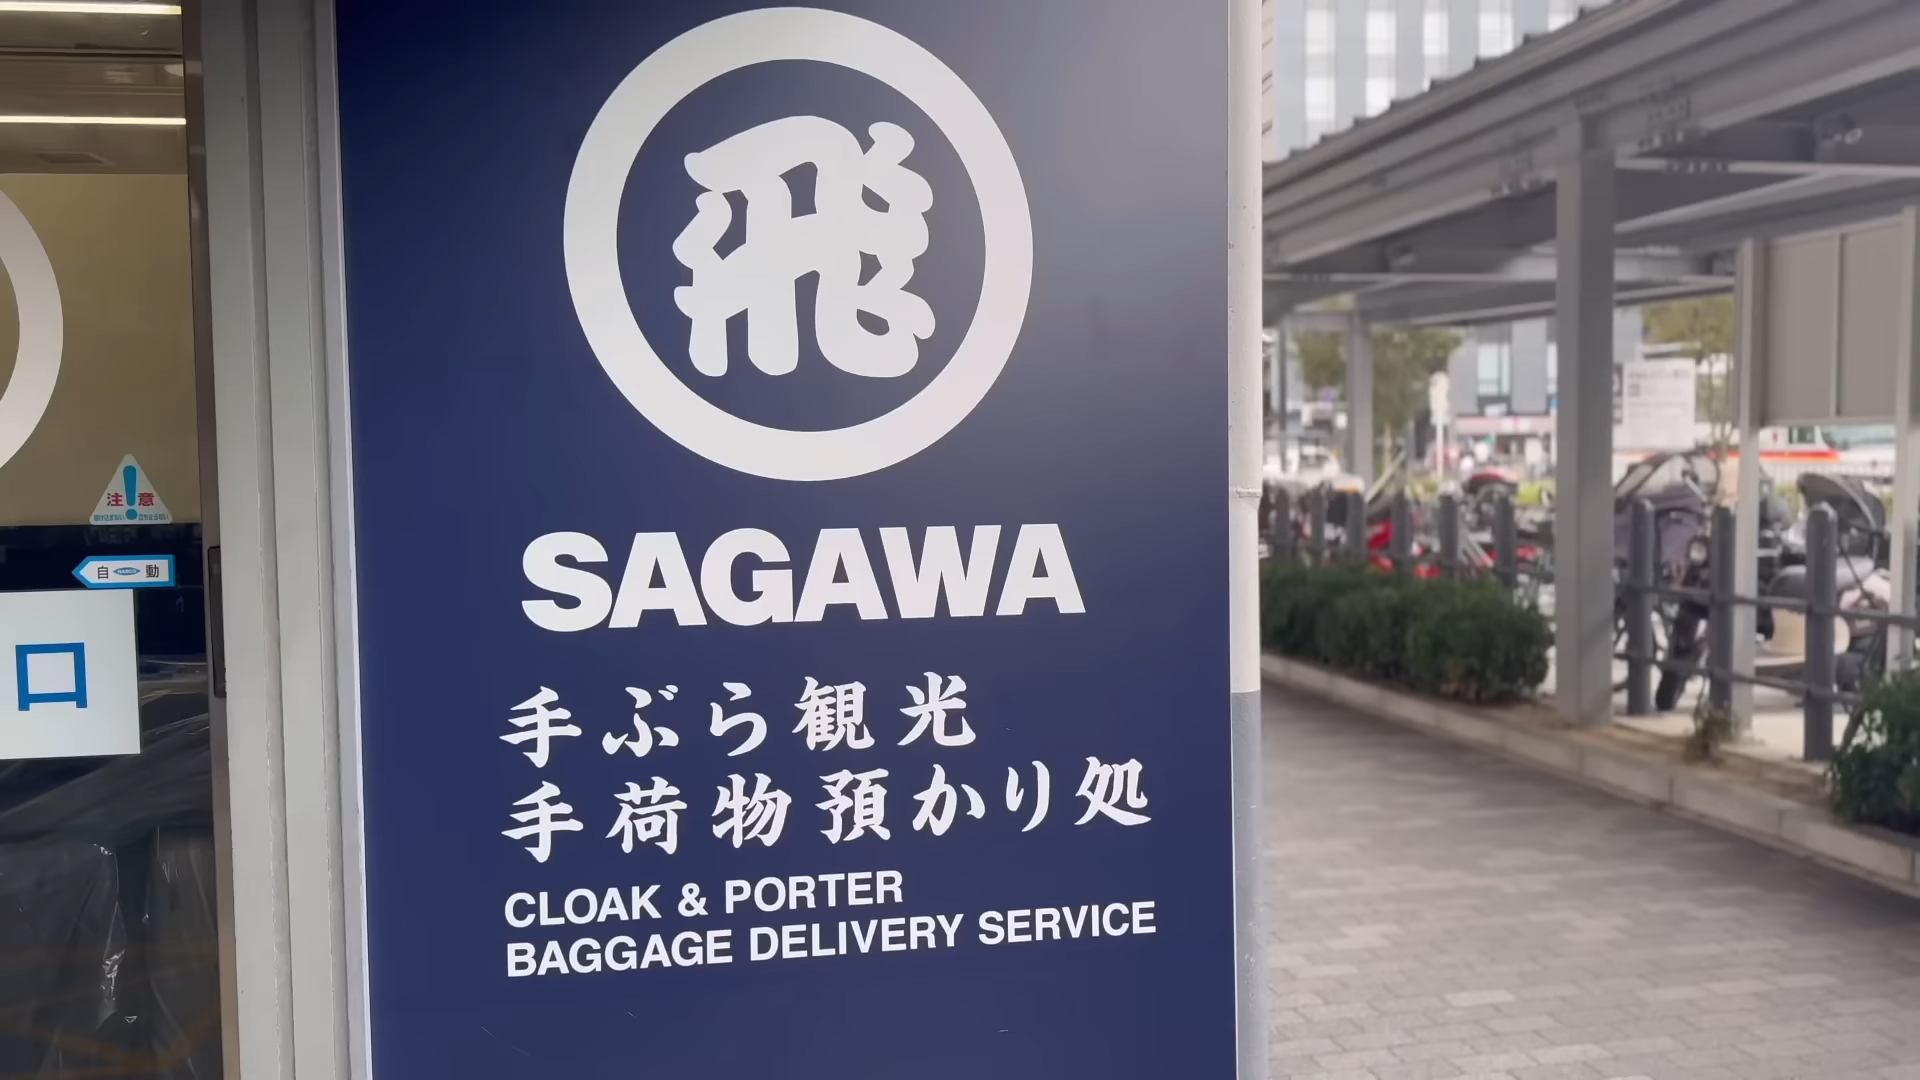 飛
SAGAWA
手ぶら観光
手荷物預かり処
CLOAK & PORTER
BAGGAGE DELIVERY SERVICE
注意
自動
口